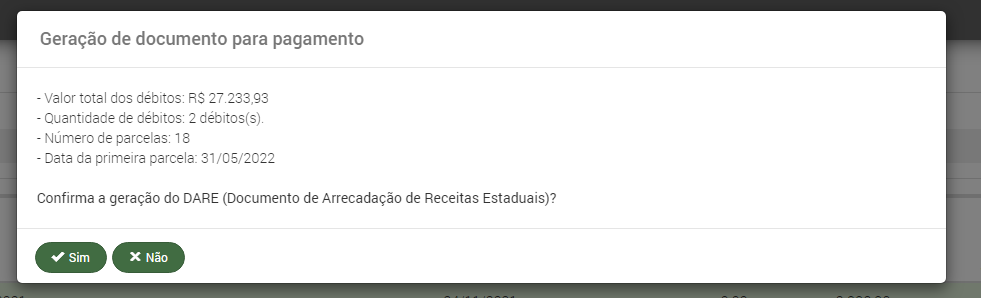 Geração de documento para pagamento
- Valor total dos débitos: R$ 27.233,93
- Quantidade de débitos: 2 débitos(s).
- Número de parcelas: 18
- Data da primeira parcela: 31/05/2022
Confirma a geração do DARE (Documento de Arrecadação de Receitas Estaduais)?
Sim
Não